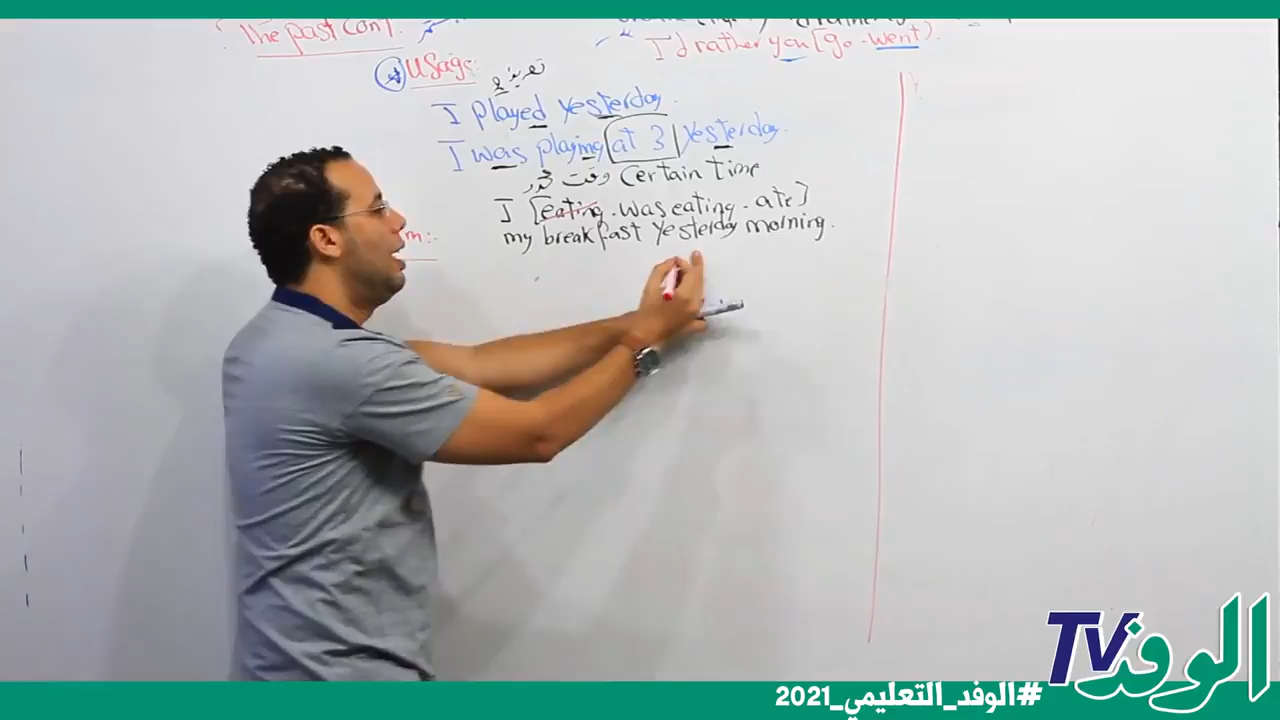 The past cont.
I'd rather you [go - went).
Usage:
I played yesterday.
I was playing at 3 yesterday.
وقت محدد Certain time
I [eating - was eating - ate]
my breakfast yesterday morning.
m:-
TV الوفد
#الوفد_التعليمي_2021